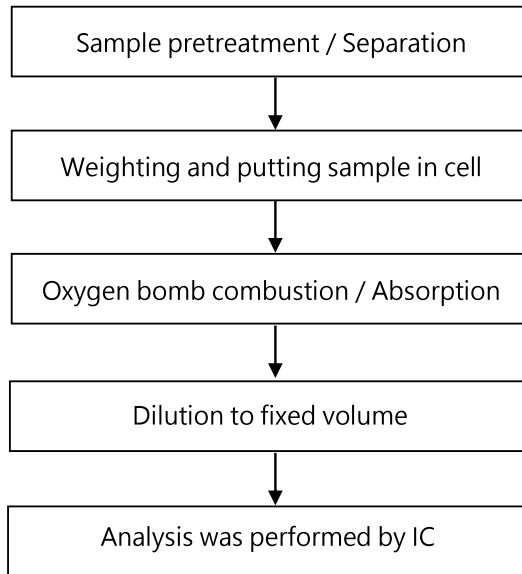 Sample pretreatment / Separation
Weighting and putting sample in cell
Oxygen bomb combustion / Absorption
Dilution to fixed volume
Analysis was performed by IC